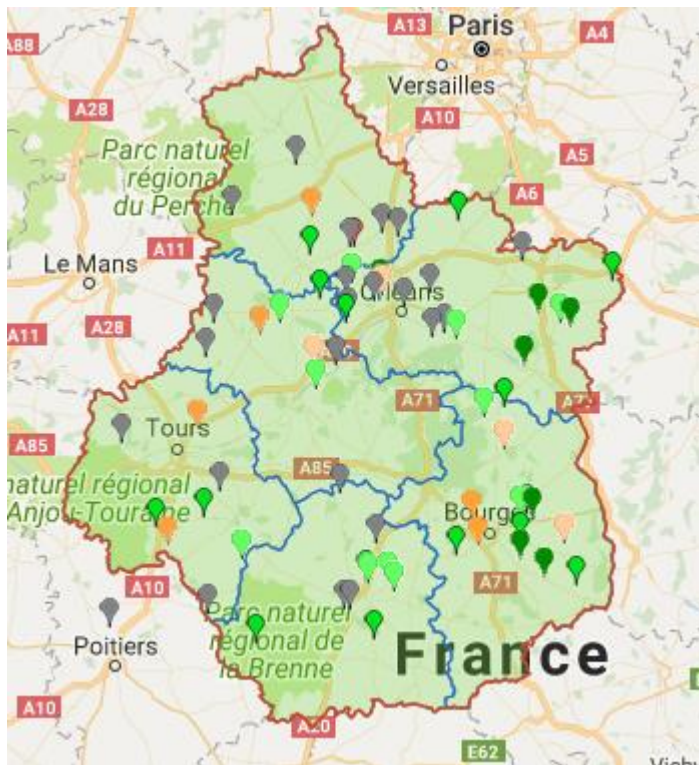 A13
Paris
A4
A88
Versailles
A28
A10
Parc naturel
régional
du Perche
A5
A6
A11
Le Mans
Orléans
A28
A11
A71
A77
Tours
A85
A85
naturel régional
Anjou-Touraine
Bourges
A10
A71
Parc naturel
régional de
la Brenne
Poitiers
France
A10
A20
E62